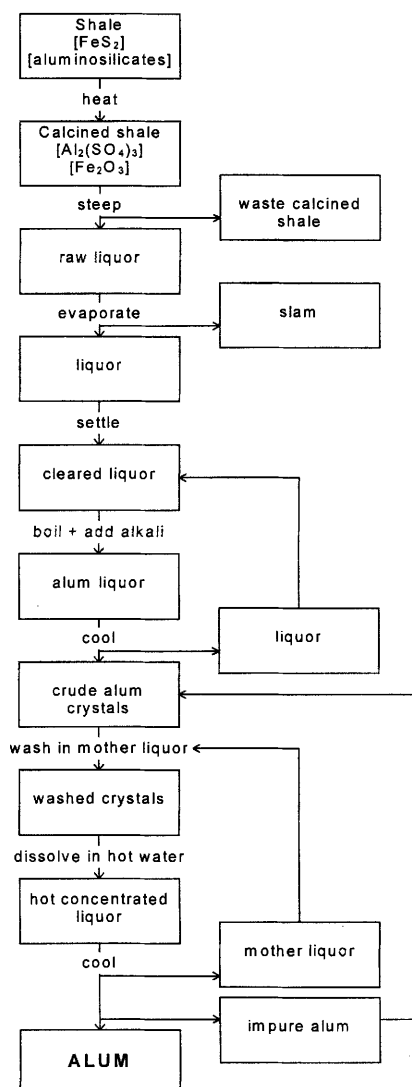 Shale
[FeS₂]
[aluminosilicates]
heat
Calcined shale
[Al₂(SO₄)₃]
[Fe₂O₃]
steep
waste calcined
shale
raw liquor
evaporate
slam
liquor
settle
cleared liquor
boil + add alkali
alum liquor
cool
liquor
crude alum
crystals
wash in mother liquor
washed crystals
dissolve in hot water
hot concentrated
liquor
cool
mother liquor
impure alum
ALUM